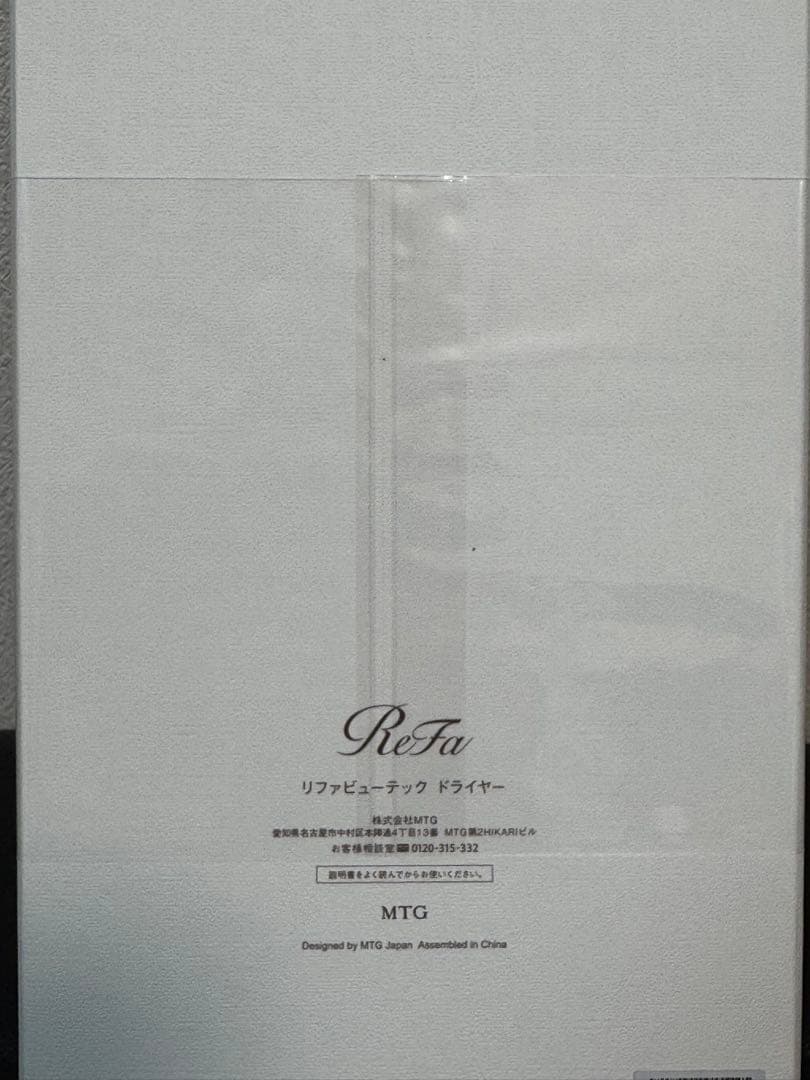 ReFa
リファビューテック ドライヤー
株式会社MTG
愛知県名古屋市中村区本陣通4丁目13番 MTG第2HIKARIビル
お客様相談室 0120-315-332
説明書をよく読んでからお使いください。
MTG
Designed by MTG Japan Assembled in China